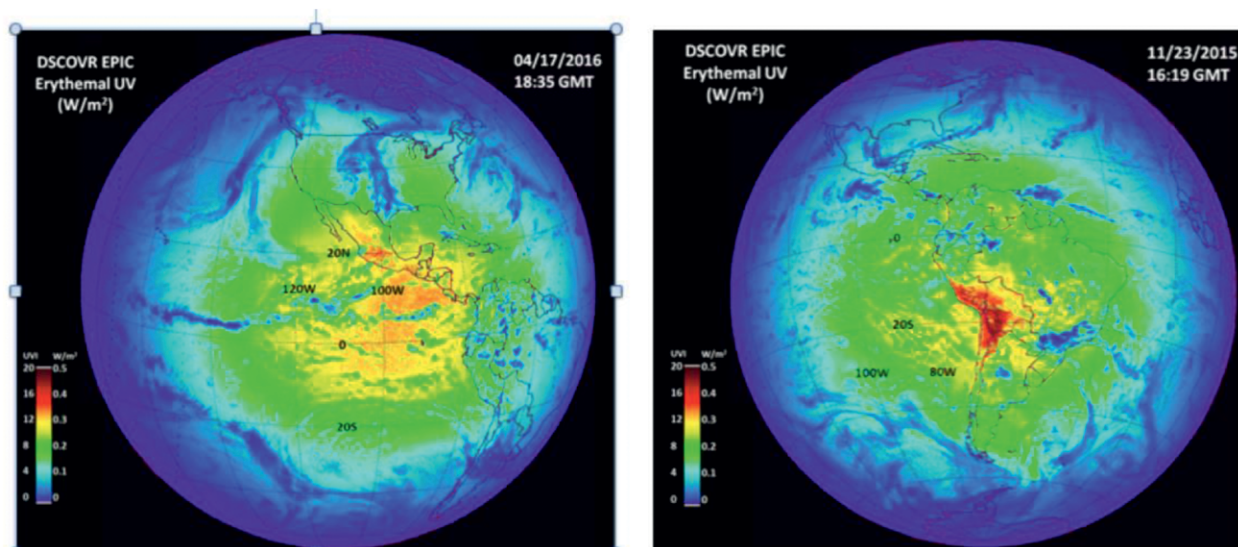 DSCOVR EPIC
Erythemal UV
(W/m²)
04/17/2016
18:35 GMT
20N
120W
100W
0
20S
UVI W/m²
20 0.5
16 0.4
12 0.3
8 0.2
4 0.1
0 0
DSCOVR EPIC
Erythemal UV
(W/m²)
11/23/2015
16:19 GMT
0
20S
100W
80W
UVI W/m²
20 0.5
16 0.4
12 0.3
8 0.2
4 0.1
0 0